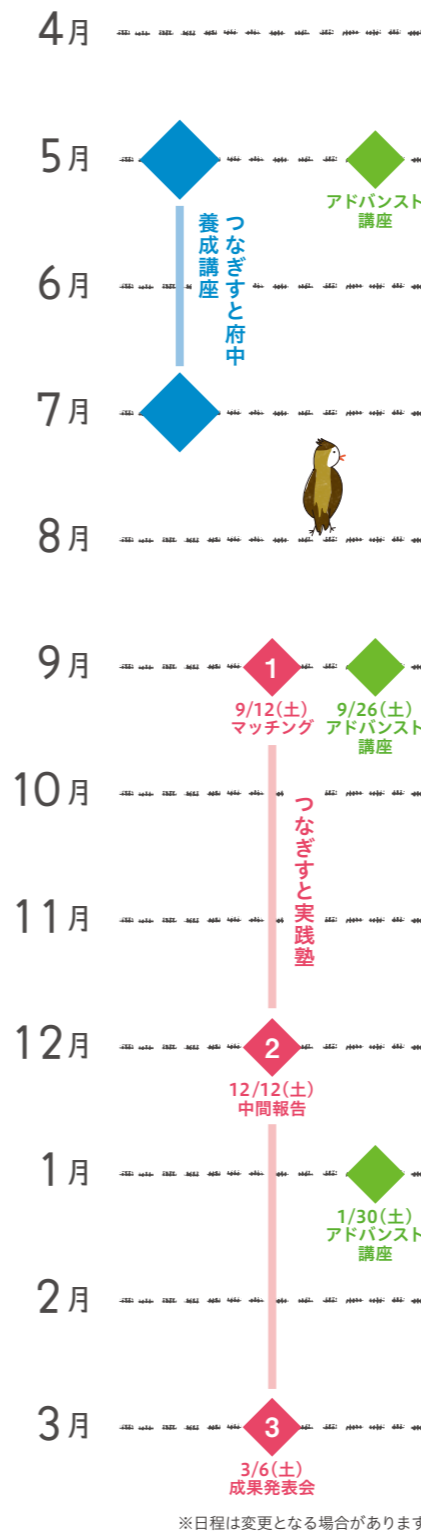 4月
5月
アドバンスト
講座
つなぎすと府中
養成講座
6月
7月
8月
9月
1
9/12(土)
マッチング
9/26(土)
アドバンスト
講座
10月
つなぎすと実践塾
11月
12月
2
12/12(土)
中間報告
1月
1/30(土)
アドバンスト
講座
2月
3月
3
3/6(土)
成果発表会
※日程は変更となる場合があります